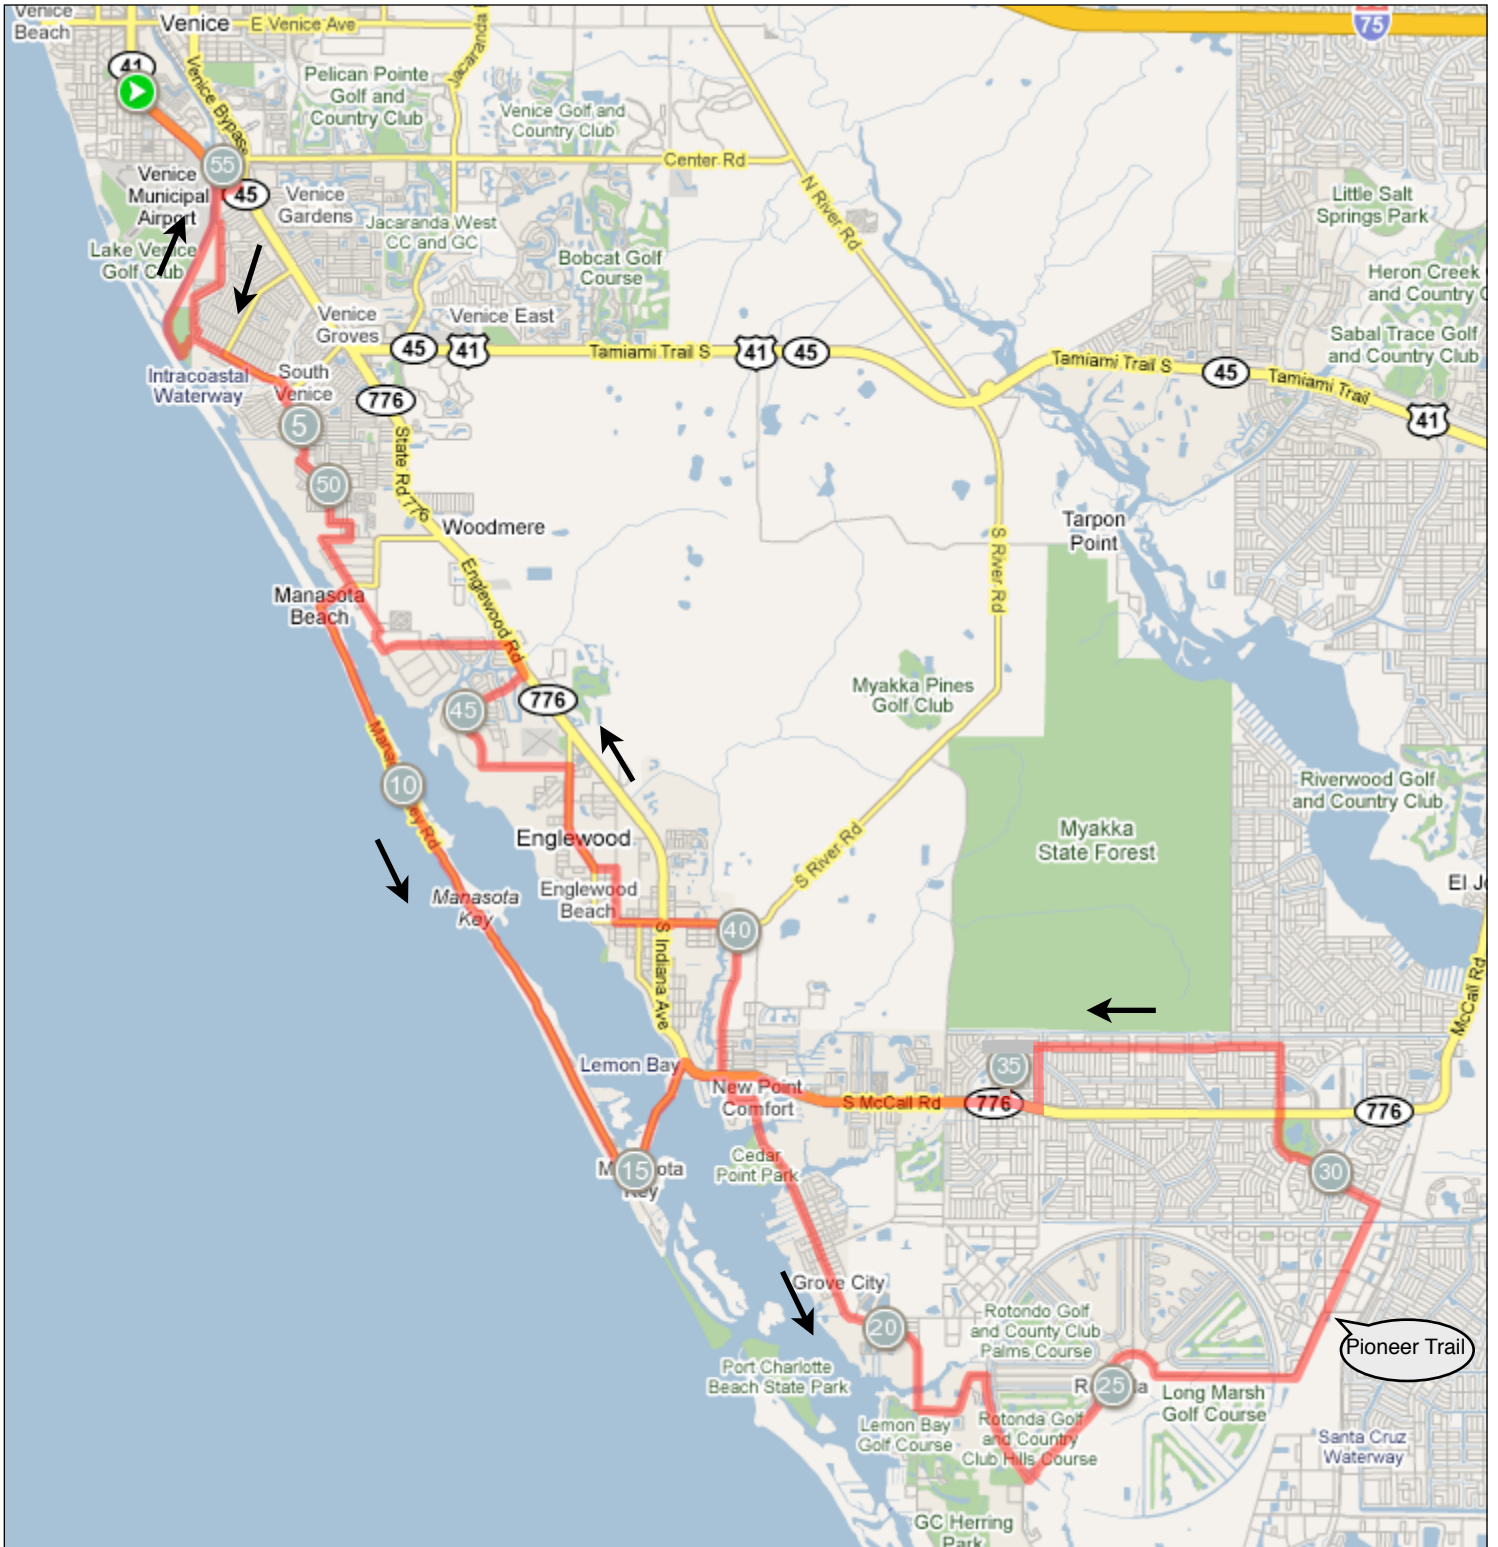 Venice
Beach
Venice
E Venice Ave
75
41
Venice Bypass
Jacaranda
Pelican Pointe
Golf and
Country Club
Venice Golf and
Country Club
55
Center Rd
N River Rd
Venice
Municipal
Airport
45
Venice
Gardens
Jacaranda West
CC and GC
Little Salt
Springs Park
Lake Venice
Golf Club
Bobcat Golf
Course
Heron Creek
and Country
Venice
Groves
Venice East
Sabal Trace Golf
and Country Club
45
41
Tamiami Trail S
41
45
Tamiami Trail S
45
Tamiami Trail
41
Intracoastal
Waterway
South
Venice
776
5
State Rd 776
50
Woodmere
Tarpon
Point
S River Rd
Englewood Rd
Manasota
Beach
Myakka Pines
Golf Club
776
45
10
ey Rd
Riverwood Golf
and Country Club
Englewood
Myakka
State Forest
S River Rd
Englewood
Beach
Manasota
Key
El J
40
S Indiana Ave
McCall Rd
Lemon Bay
35
New Point
Comfort
S McCall Rd
776
776
Cedar
Point Park
30
15
Key
Grove City
20
Rotondo Golf
and County Club
Palms Course
Pioneer Trail
Port Charlotte
Beach State Park
25
Long Marsh
Golf Course
Lemon Bay
Golf Course
Rotonda Golf
and Country
Club Hills Course
Santa Cruz
Waterway
GC Herring
Park